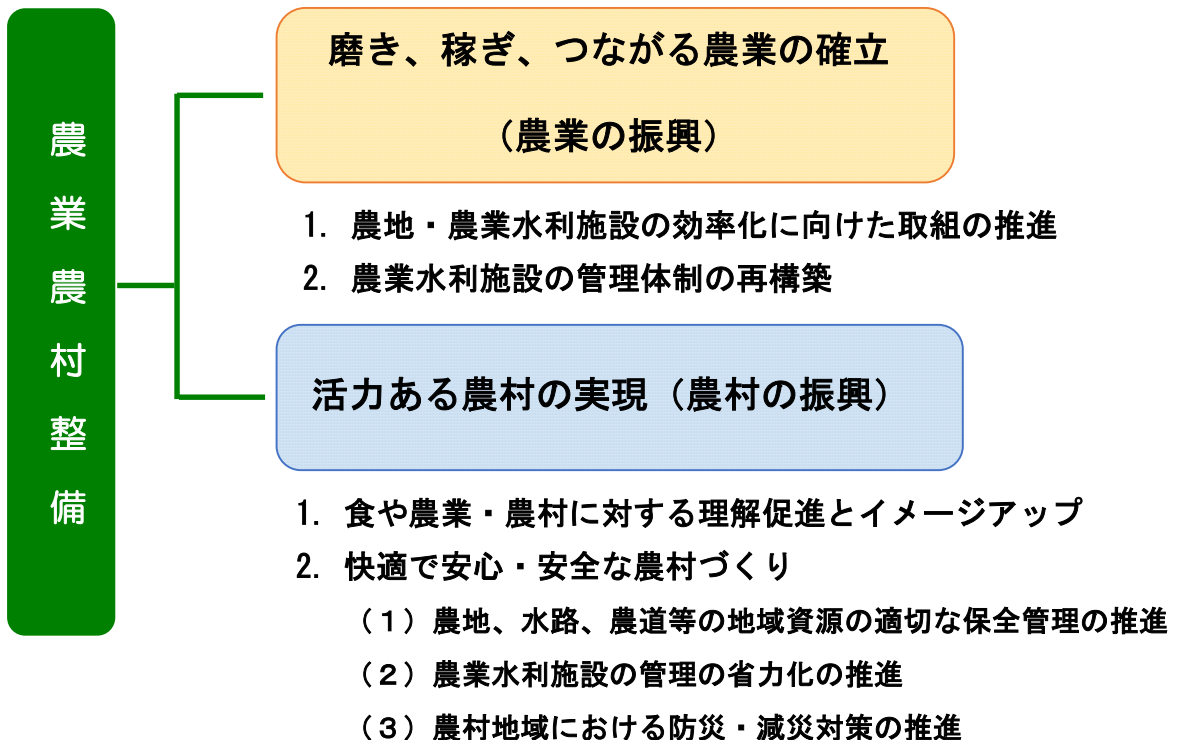 農業農村整備
磨き、稼ぎ、つながる農業の確立
（農業の振興）
1. 農地・農業水利施設の効率化に向けた取組の推進
2. 農業水利施設の管理体制の再構築
活力ある農村の実現（農村の振興）
1. 食や農業・農村に対する理解促進とイメージアップ
2. 快適で安心・安全な農村づくり
（１）農地、水路、農道等の地域資源の適切な保全管理の推進
（２）農業水利施設の管理の省力化の推進
（３）農村地域における防災・減災対策の推進